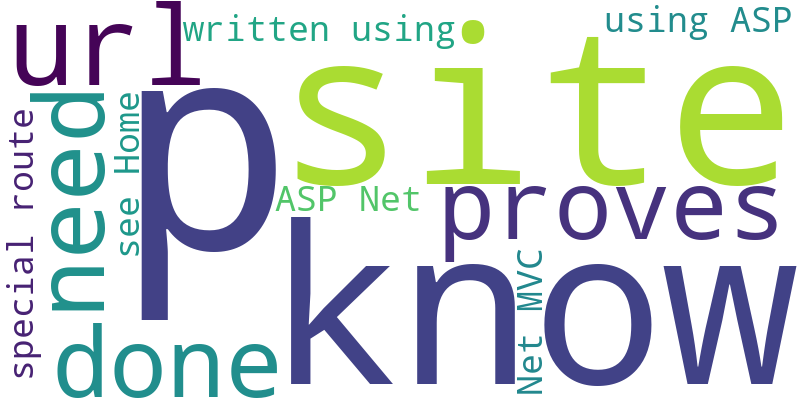 url
written using
using ASP
site
p
need
see Home
special route
ASP Net
proves
know
Net MVC
done